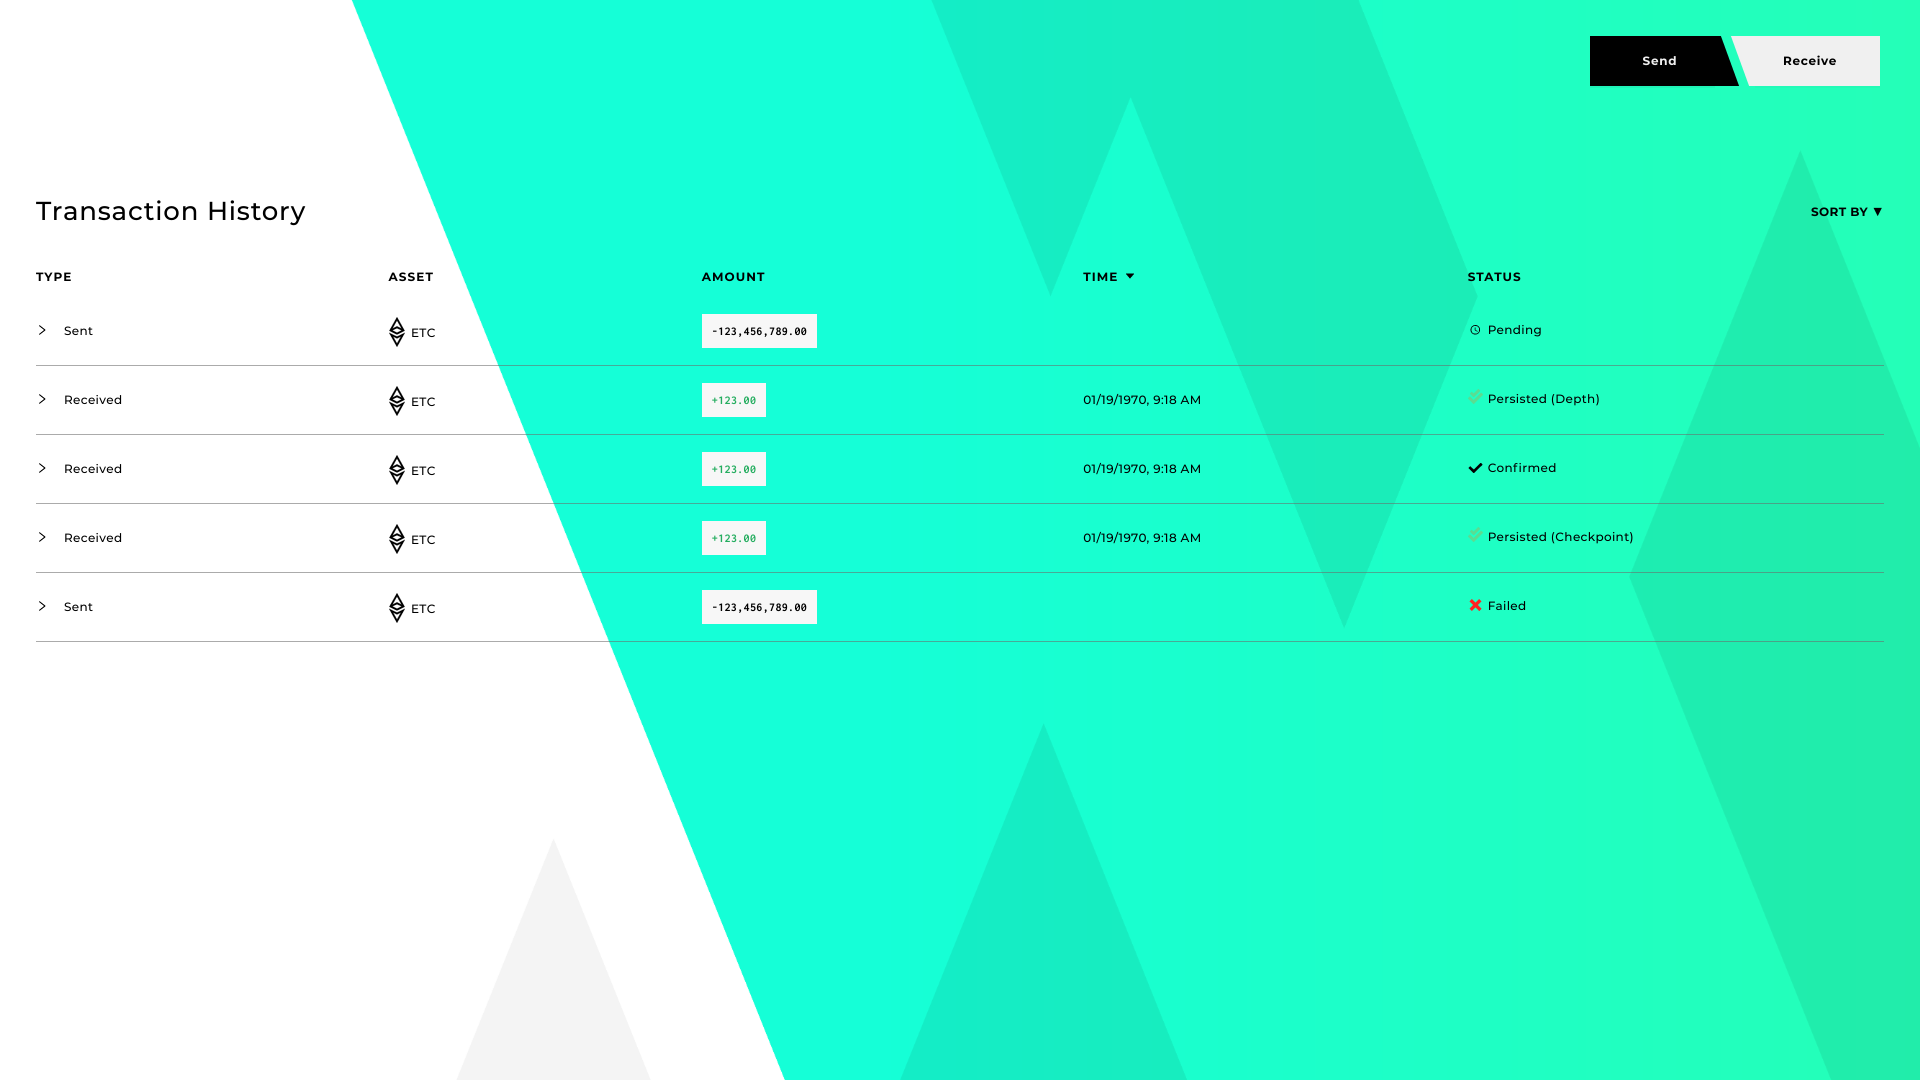 Send Receive
Transaction History
SORT BY ▼
TYPE ASSET AMOUNT TIME ▼ STATUS
Sent ETC -123,456,789.00 Pending
Received ETC +123.00 01/19/1970, 9:18 AM Persisted (Depth)
Received ETC +123.00 01/19/1970, 9:18 AM Confirmed
Received ETC +123.00 01/19/1970, 9:18 AM Persisted (Checkpoint)
Sent ETC -123,456,789.00 Failed